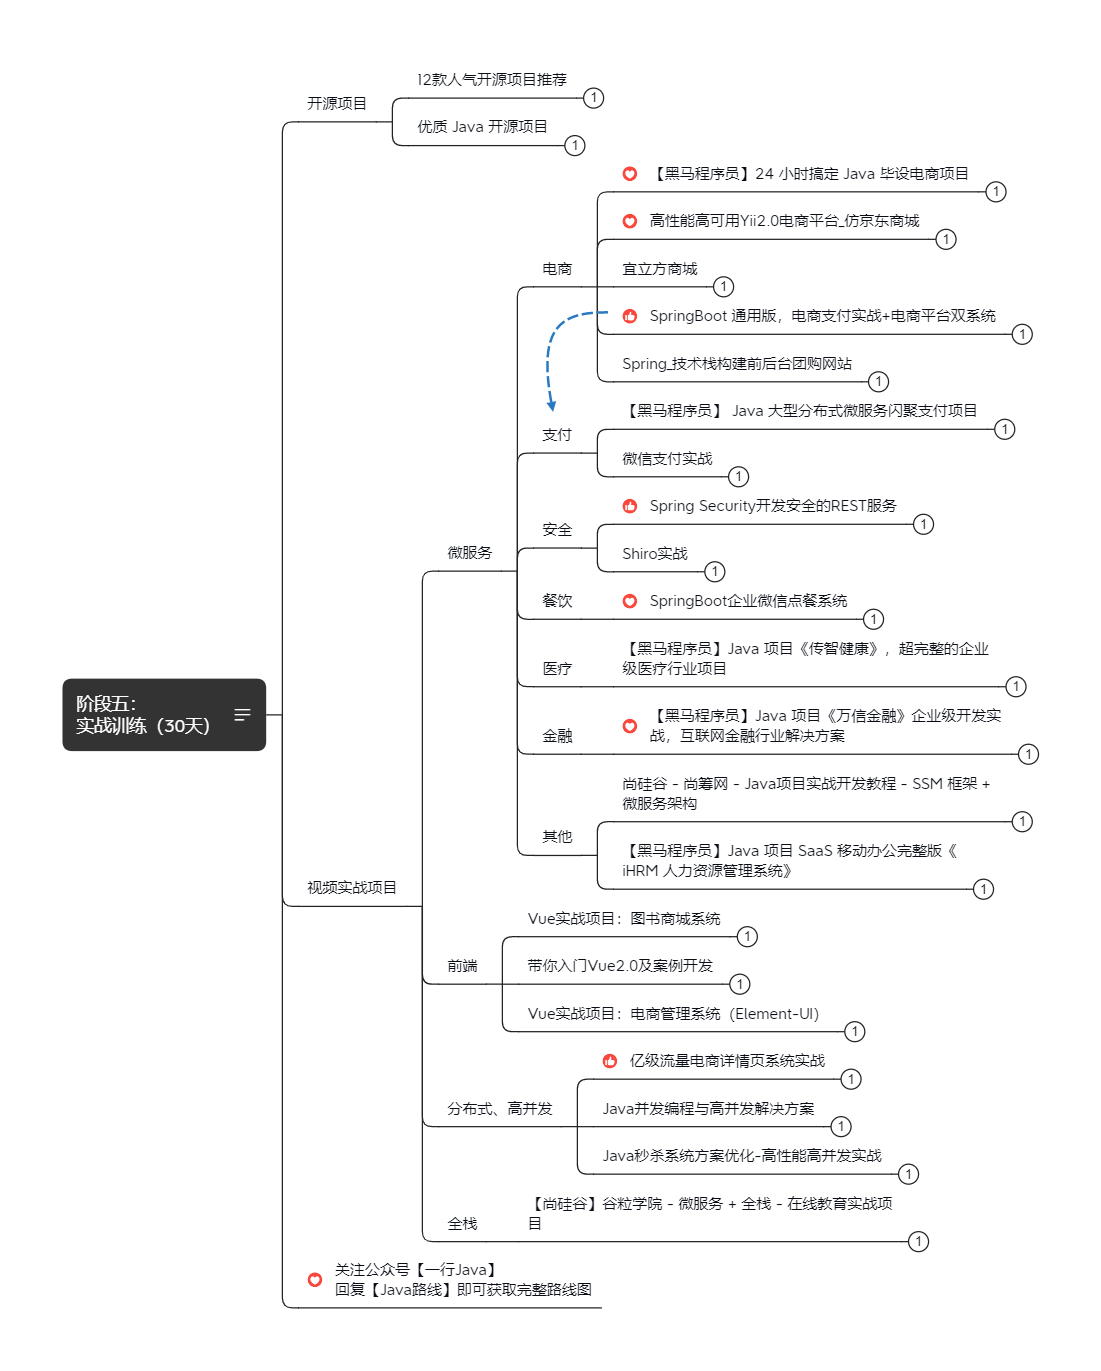 阶段五：
实战训练（30天）
开源项目
12款人气开源项目推荐
1
优质 Java 开源项目
1
视频实战项目
微服务
电商
【黑马程序员】24 小时搞定 Java 毕设电商项目
1
高性能高可用Yii2.0电商平台_仿京东商城
1
宜立方商城
1
SpringBoot 通用版，电商支付实战+电商平台双系统
1
Spring_技术栈构建前后台团购网站
1
支付
【黑马程序员】 Java 大型分布式微服务闪聚支付项目
1
微信支付实战
1
安全
Spring Security开发安全的REST服务
1
Shiro实战
1
餐饮
SpringBoot企业微信点餐系统
1
医疗
【黑马程序员】Java 项目《传智健康》，超完整的企业
级医疗行业项目
1
金融
【黑马程序员】Java 项目《万信金融》企业级开发实
战，互联网金融行业解决方案
1
其他
尚硅谷 - 尚筹网 - Java项目实战开发教程 - SSM 框架 +
微服务架构
1
【黑马程序员】Java 项目 SaaS 移动办公完整版《
iHRM 人力资源管理系统》
1
前端
Vue实战项目：图书商城系统
1
带你入门Vue2.0及案例开发
1
Vue实战项目：电商管理系统（Element-UI）
1
分布式、高并发
亿级流量电商详情页系统实战
1
Java并发编程与高并发解决方案
1
Java秒杀系统方案优化-高性能高并发实战
1
全栈
【尚硅谷】谷粒学院 - 微服务 + 全栈 - 在线教育实战项
目
1
关注公众号【一行Java】
回复【Java路线】即可获取完整路线图